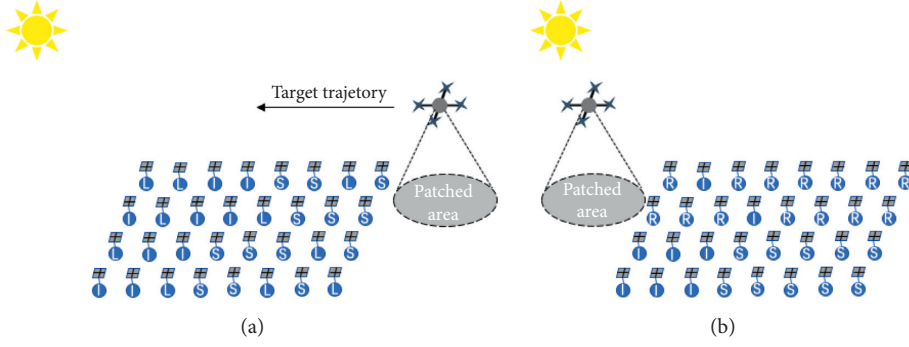 Target trajetory
Patched
area
L L I I S S L S
I L I I L S S S
L I I S S S L S
I I L S S L S L
(a)
Patched
area
R I R R R R R R
R R R I R R R R
I I I S S S S S
I I I S S S S S
(b)